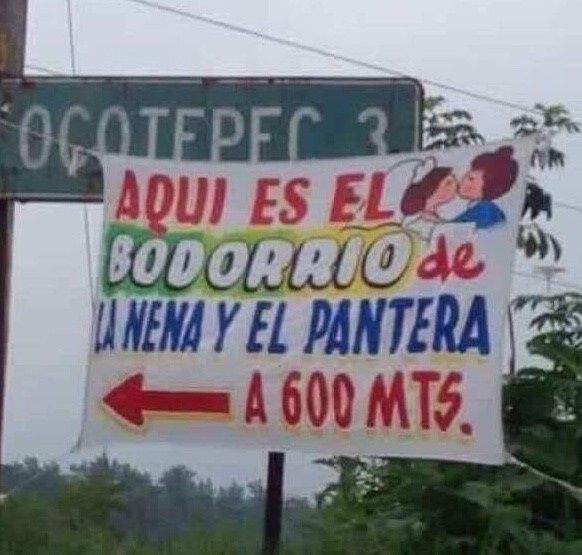 OCOTEPEC 3
AQUI ES EL
BODORRIO de
LA NENA Y EL PANTERA
A 600 MTS.